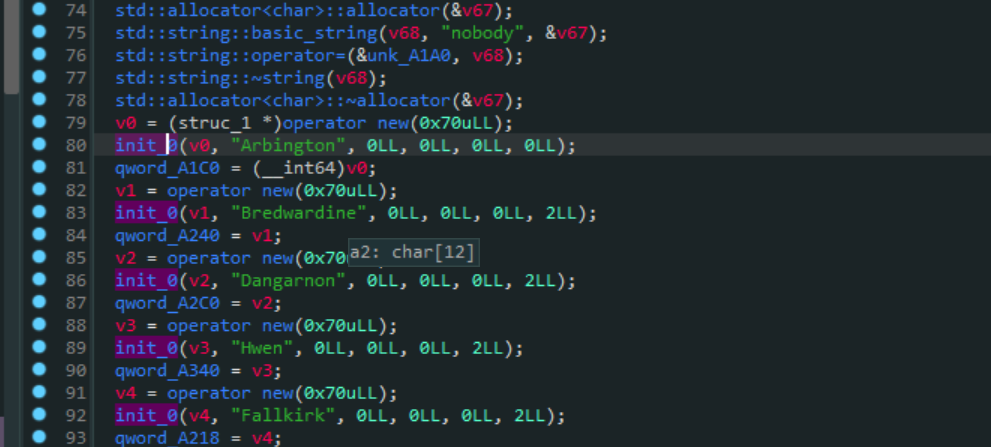 74 std::allocator<char>::allocator(&v67);
75 std::string::basic_string(v68, "nobody", &v67);
76 std::string::operator=(&unk_A1A0, v68);
77 std::string::~string(v68);
78 std::allocator<char>::~allocator(&v67);
79 v0 = (struc_1 *)operator new(0x70uLL);
80 init_0(v0, "Arbington", 0LL, 0LL, 0LL, 0LL);
81 qword_A1C0 = (__int64)v0;
82 v1 = operator new(0x70uLL);
83 init_0(v1, "Bredwardine", 0LL, 0LL, 0LL, 2LL);
84 qword_A240 = v1;
85 v2 = operator new(0x70 a2: char[12]
86 init_0(v2, "Dangarnon", 0LL, 0LL, 0LL, 2LL);
87 qword_A2C0 = v2;
88 v3 = operator new(0x70uLL);
89 init_0(v3, "Hwen", 0LL, 0LL, 0LL, 2LL);
90 qword_A340 = v3;
91 v4 = operator new(0x70uLL);
92 init_0(v4, "Fallkirk", 0LL, 0LL, 0LL, 2LL);
93 qword_A218 = v4;